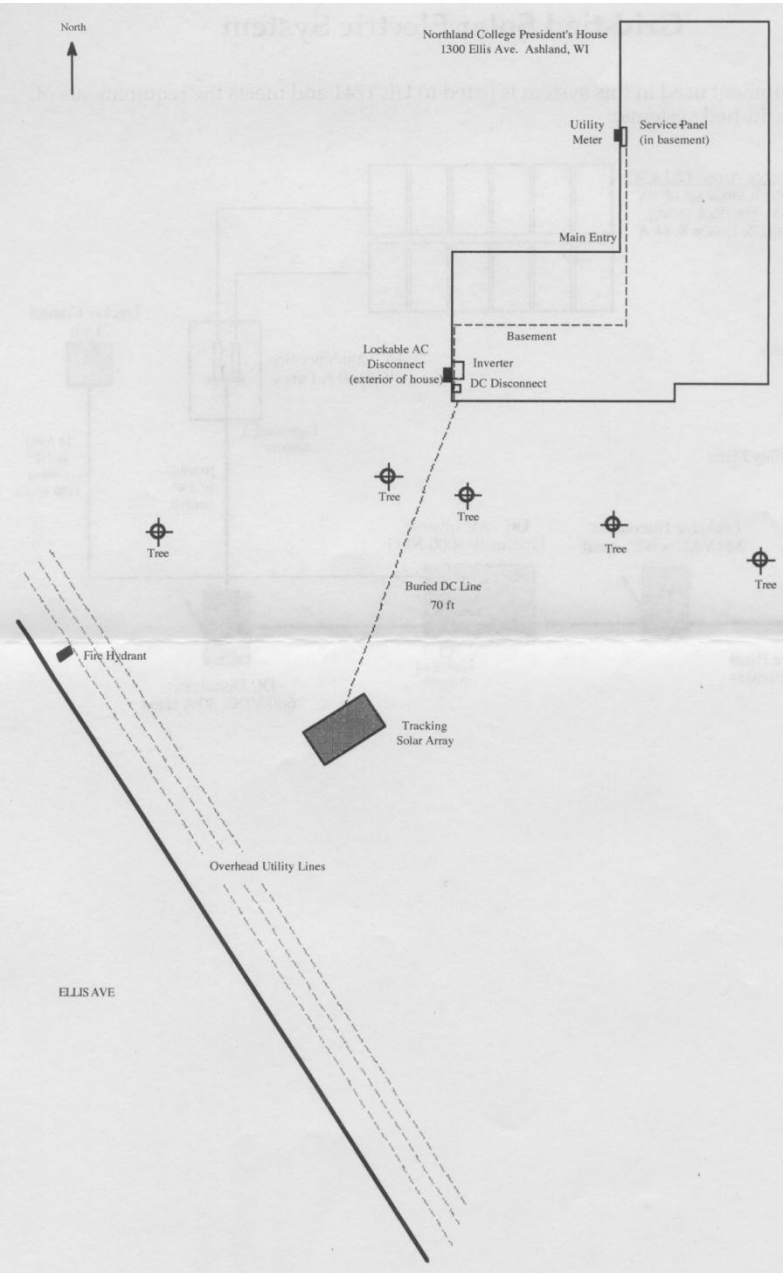 North
Northland College President's House
1300 Ellis Ave. Ashland, WI
Utility
Meter
Service Panel
(in basement)
Main Entry
Basement
Lockable AC
Disconnect
(exterior of house)
Inverter
DC Disconnect
Tree
Tree
Tree
Tree
Tree
Buried DC Line
70 ft
Fire Hydrant
Tracking
Solar Array
Overhead Utility Lines
ELLIS AVE